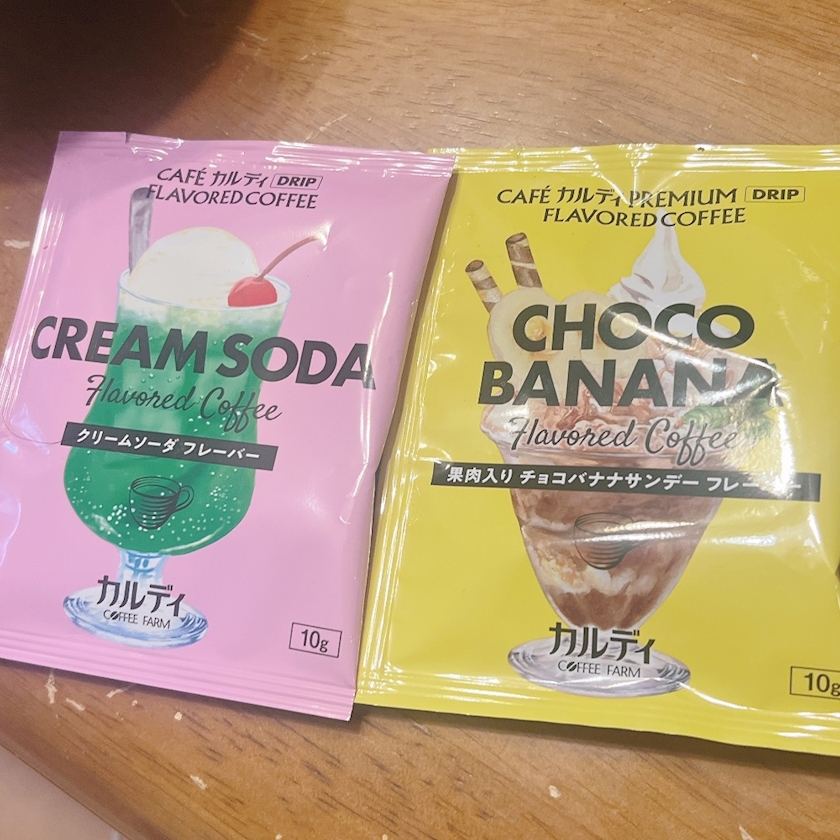 CAFÉ カルディ DRIP
FLAVORED COFFEE
CREAM SODA
Flavored Coffee
クリームソーダ フレーバー
カルディ
COFFEE FARM
10g
CAFÉ カルディ PREMIUM DRIP
FLAVORED COFFEE
CHOCO
BANANA
Flavored Coffee
果肉入り チョコバナナサンデー フレーバー
カルディ
COFFEE FARM
10g